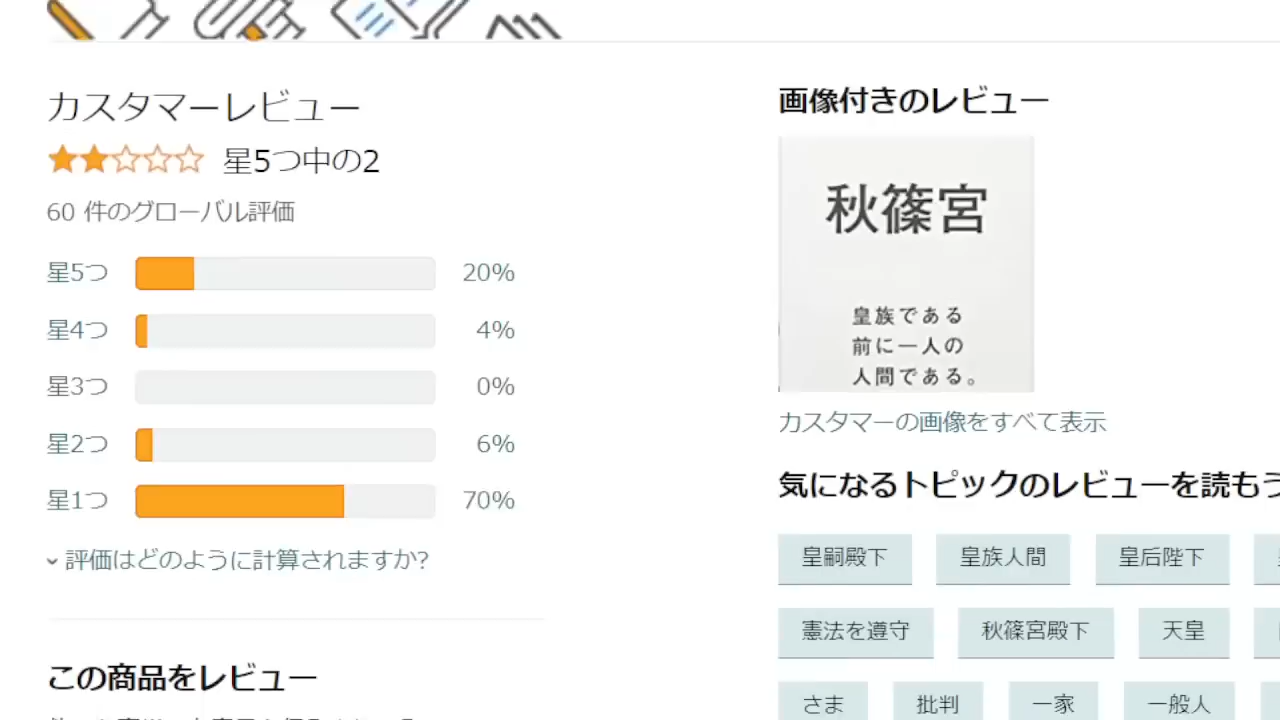 カスタマーレビュー
星5つ中の2
60 件のグローバル評価
星5つ 20%
星4つ 4%
星3つ 0%
星2つ 6%
星1つ 70%
評価はどのように計算されますか?
この商品をレビュー
画像付きのレビュー
秋篠宮
皇族である
前に一人の
人間である。
カスタマーの画像をすべて表示
気になるトピックのレビューを読もう
皇嗣殿下 皇族人間 皇后陛下
憲法を遵守 秋篠宮殿下 天皇
さま 批判 一家 一般人